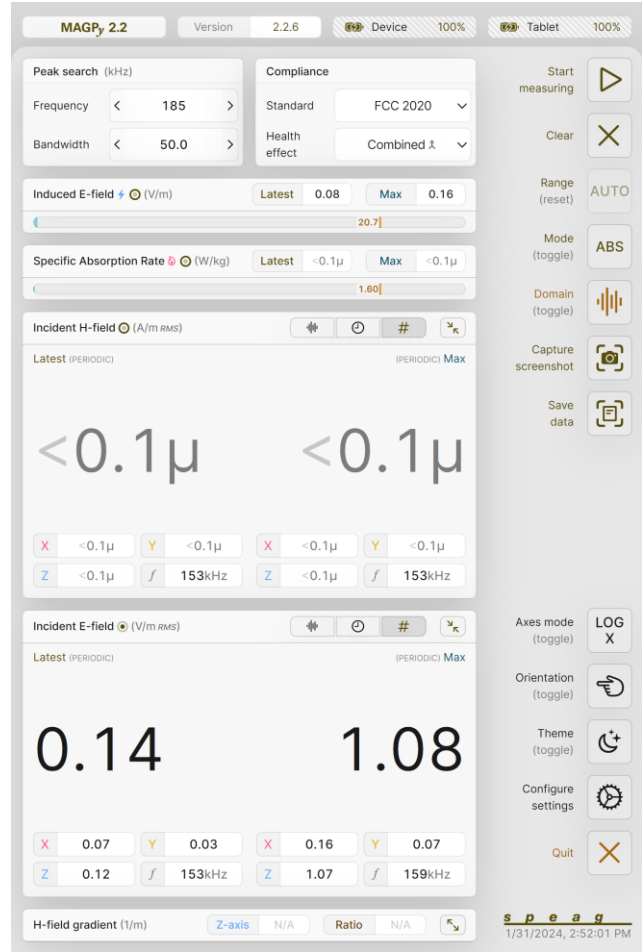 MAGPy 2.2 Version 2.2.6 Device 100% Tablet 100%
Peak search (kHz)
Frequency < 185 >
Bandwidth < 50.0 >
Compliance
Standard FCC 2020
Health effect Combined
Induced E-field (V/m) Latest 0.08 Max 0.16
20.7
Specific Absorption Rate (W/kg) Latest <0.1µ Max <0.1µ
1.60
Incident H-field (A/m RMS) #
Latest (PERIODIC) (PERIODIC) Max
<0.1µ <0.1µ
X <0.1µ Y <0.1µ X <0.1µ Y <0.1µ
Z <0.1µ f 153kHz Z <0.1µ f 153kHz
Incident E-field (V/m RMS) #
Latest (PERIODIC) (PERIODIC) Max
0.14 1.08
X 0.07 Y 0.03 X 0.16 Y 0.07
Z 0.12 f 153kHz Z 1.07 f 159kHz
H-field gradient (1/m) Z-axis N/A Ratio N/A
Start
measuring
Clear
Range
(reset)
AUTO
Mode
(toggle)
ABS
Domain
(toggle)
Capture
screenshot
Save
data
Axes mode
(toggle)
LOG
X
Orientation
(toggle)
Theme
(toggle)
Configure
settings
Quit
speag
1/31/2024, 2:52:01 PM